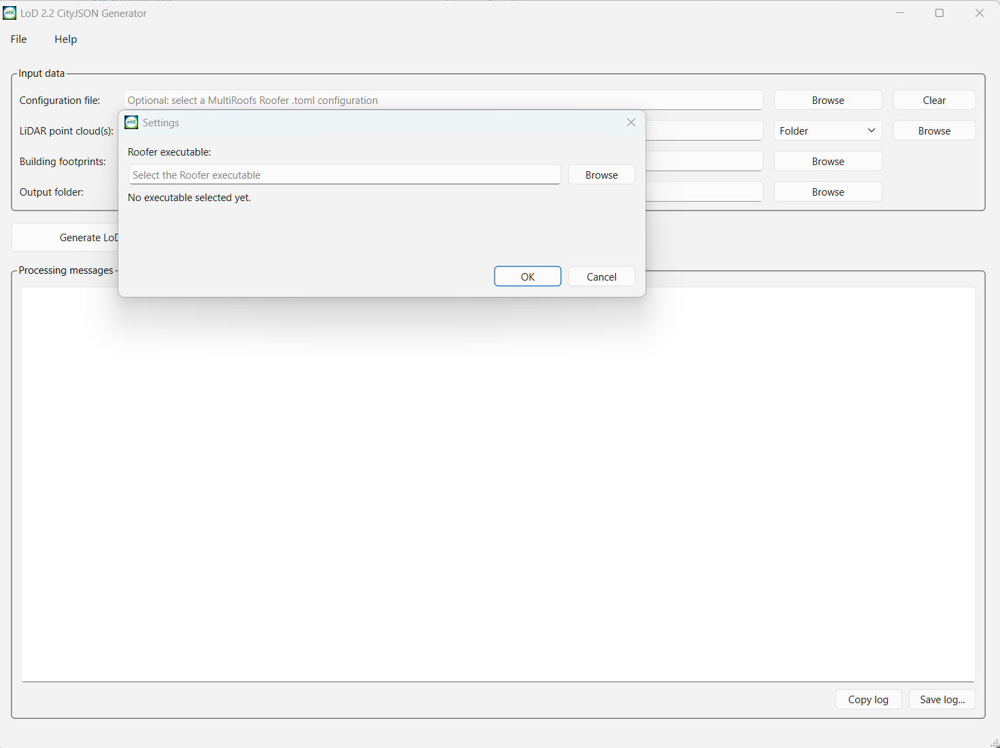 LoD 2.2 CityJSON Generator
File Help
Input data
Configuration file: Optional: select a MultiRoofs Roofer .toml configuration Browse Clear
Settings
LiDAR point cloud(s): Folder Browse
Roofer executable:
Building footprints: Browse
Select the Roofer executable Browse
Output folder: Browse
No executable selected yet.
Generate LoD
Processing messages
OK Cancel
Copy log Save log...